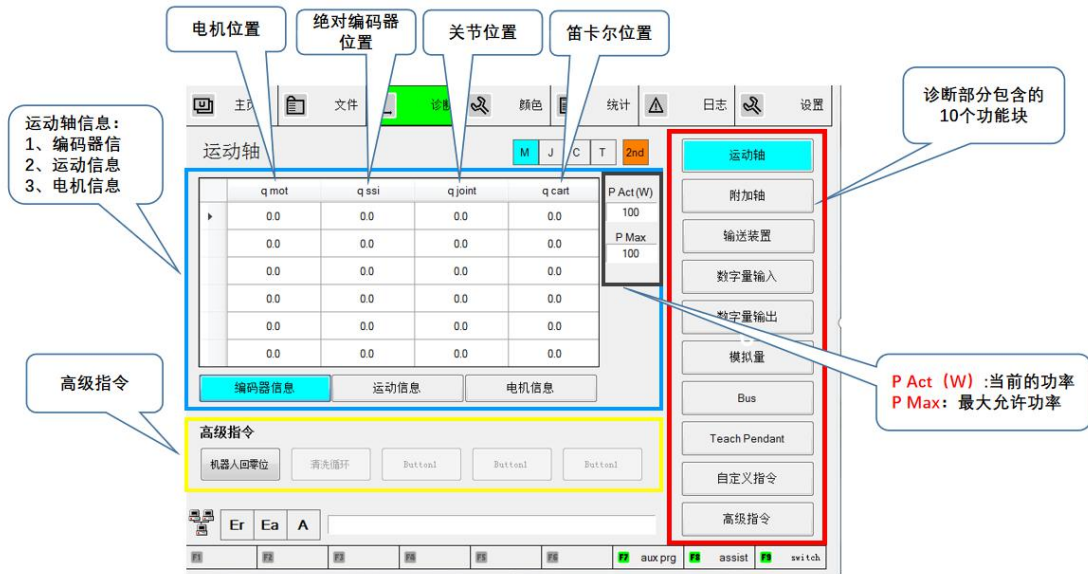 电机位置
绝对编码器
位置
关节位置
笛卡尔位置
诊断部分包含的
10个功能块
运动轴信息：
1、编码器信
2、运动信息
3、电机信息
主页
文件
诊断
颜色
统计
日志
设置
运动轴
M J C T 2nd
q mot q ssi q joint q cart
0.0 0.0 0.0 0.0
0.0 0.0 0.0 0.0
0.0 0.0 0.0 0.0
0.0 0.0 0.0 0.0
0.0 0.0 0.0 0.0
0.0 0.0 0.0 0.0
P Act (W)
100
P Max
100
编码器信息 运动信息 电机信息
运动轴
附加轴
输送装置
数字量输入
数字量输出
模拟量
Bus
Teach Pendant
自定义指令
高级指令
P Act（W）:当前的功率
P Max：最大允许功率
高级指令
高级指令
机器人回零位 清洗循环 Button1 Button1 Button1
Er Ea A
F1 F2 F3 F4 F5 F6 F7 aux prg F8 assist F9 switch